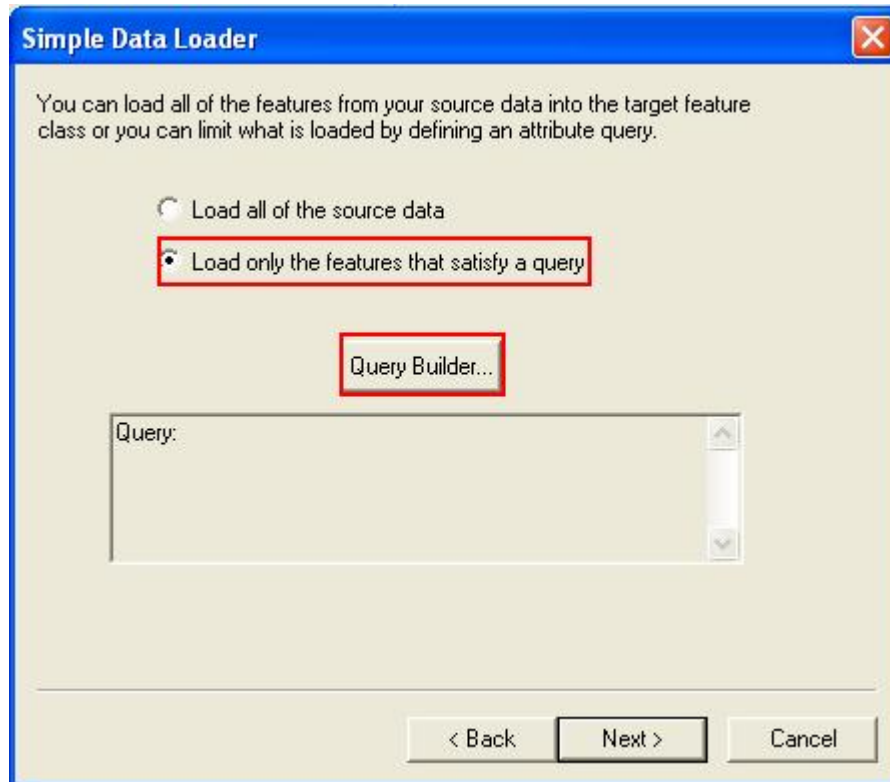 Simple Data Loader
You can load all of the features from your source data into the target feature
class or you can limit what is loaded by defining an attribute query.
Load all of the source data
Load only the features that satisfy a query
Query Builder...
Query:
< Back
Next >
Cancel